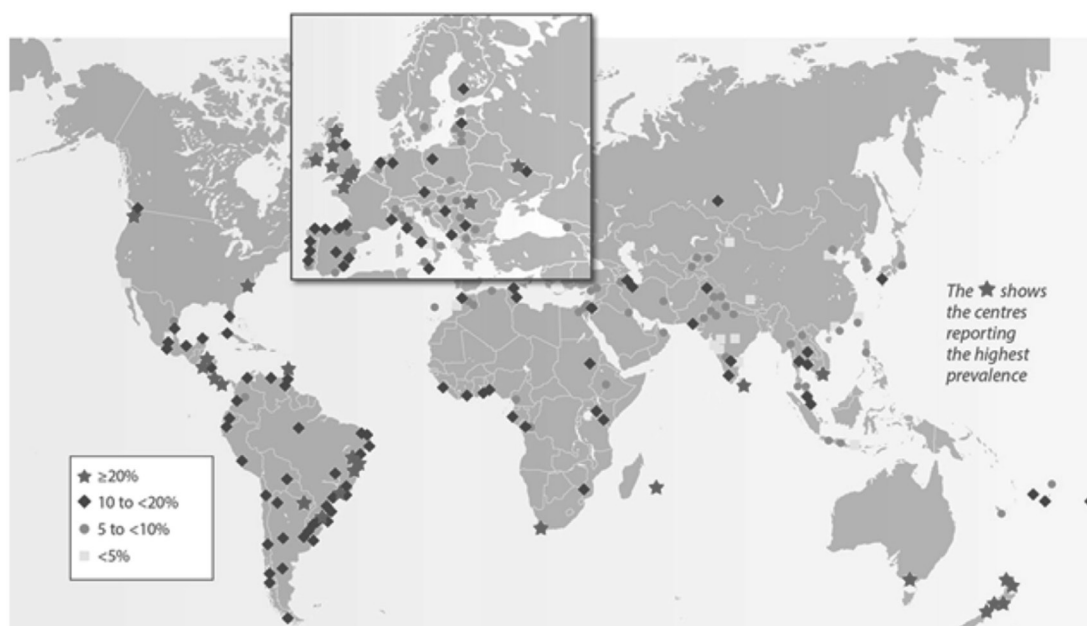 The ★ shows
the centres
reporting
the highest
prevalence
≥20%
10 to <20%
5 to <10%
<5%